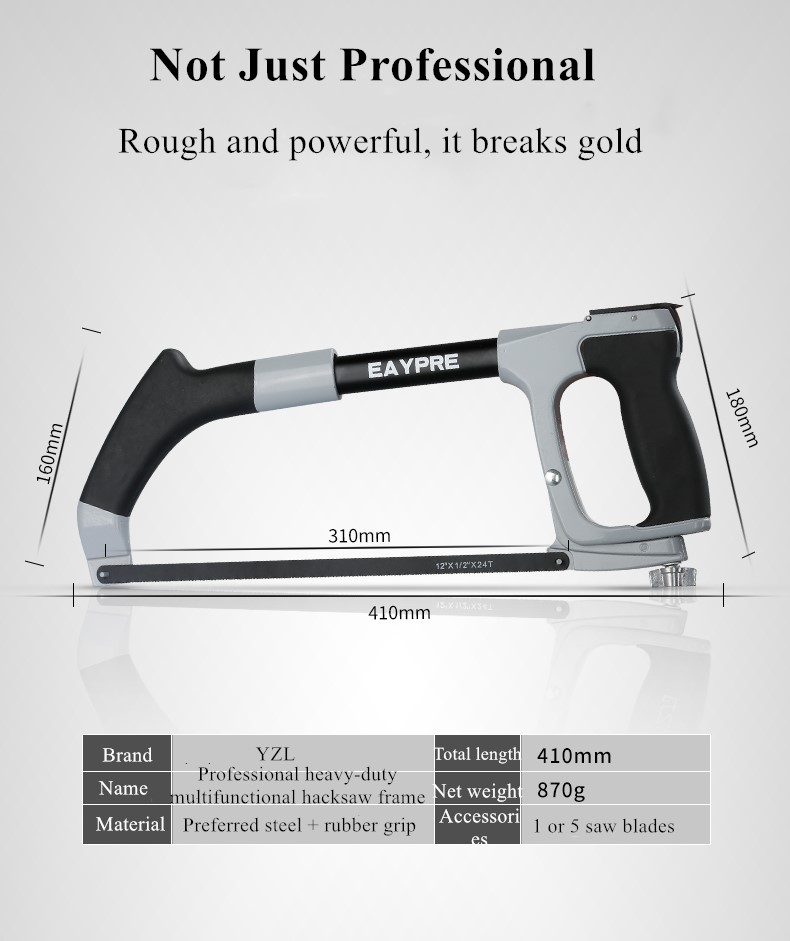 Not Just Professional
Rough and powerful, it breaks gold
EAYPRE
180mm
160mm
310mm
12"X1/2"X24T
410mm
Brand
YZL
Total length
410mm
Name
Professional heavy-duty
multifunctional hacksaw frame
Net weight
870g
Material
Preferred steel + rubber grip
Accessori
es
1 or 5 saw blades